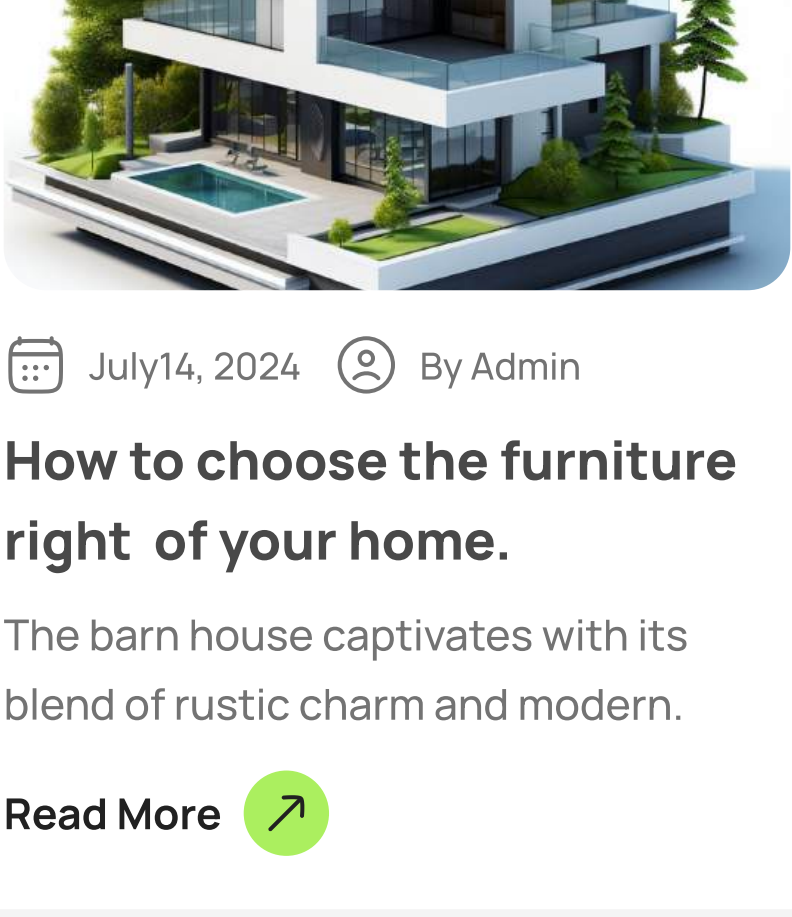 July14, 2024 By Admin
How to choose the furniture
right  of your home.
The barn house captivates with its
blend of rustic charm and modern.
Read More